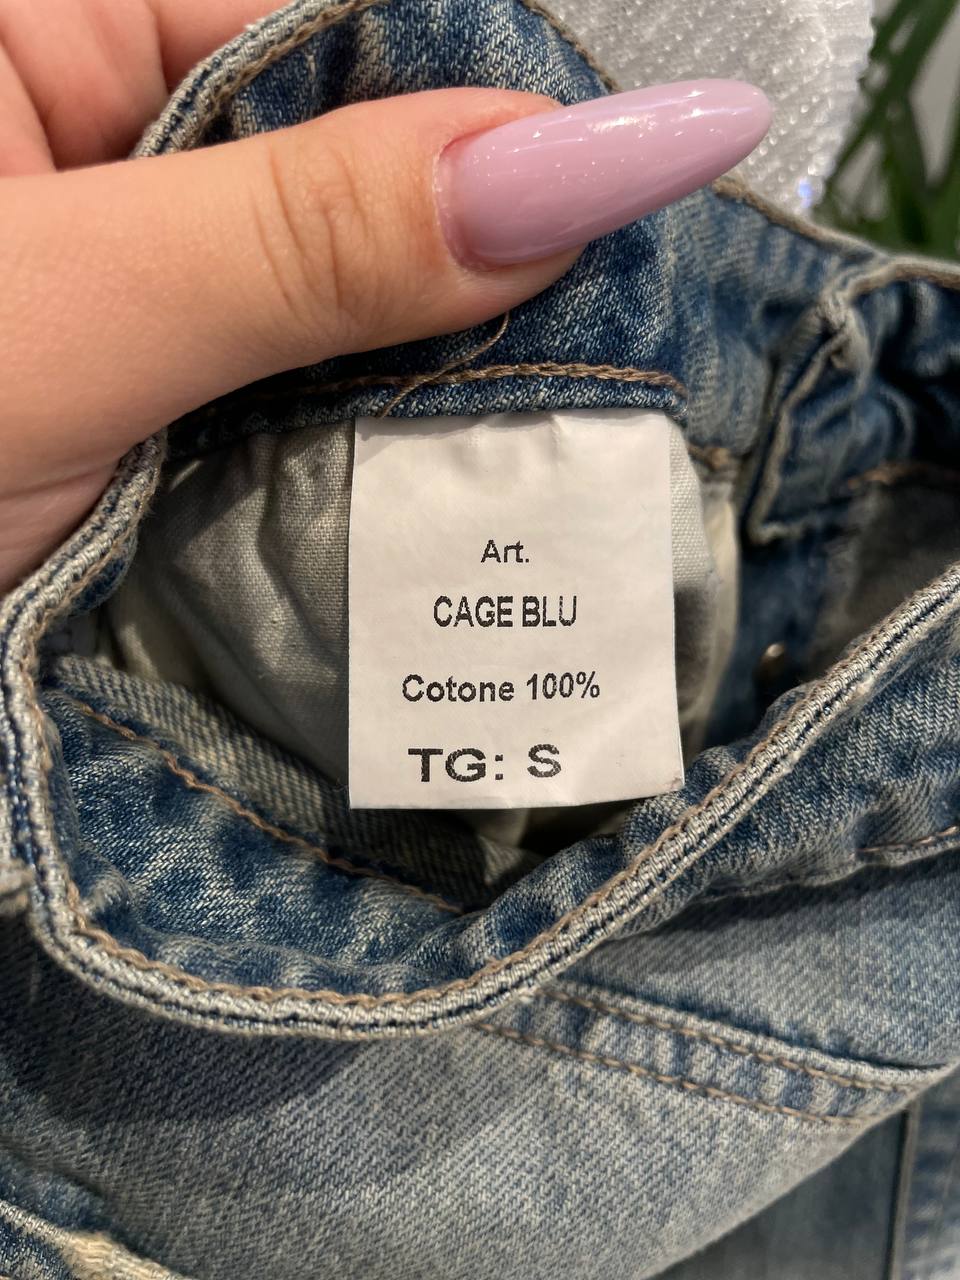 Art.
CAGE BLU
Cotone 100%
TG: S